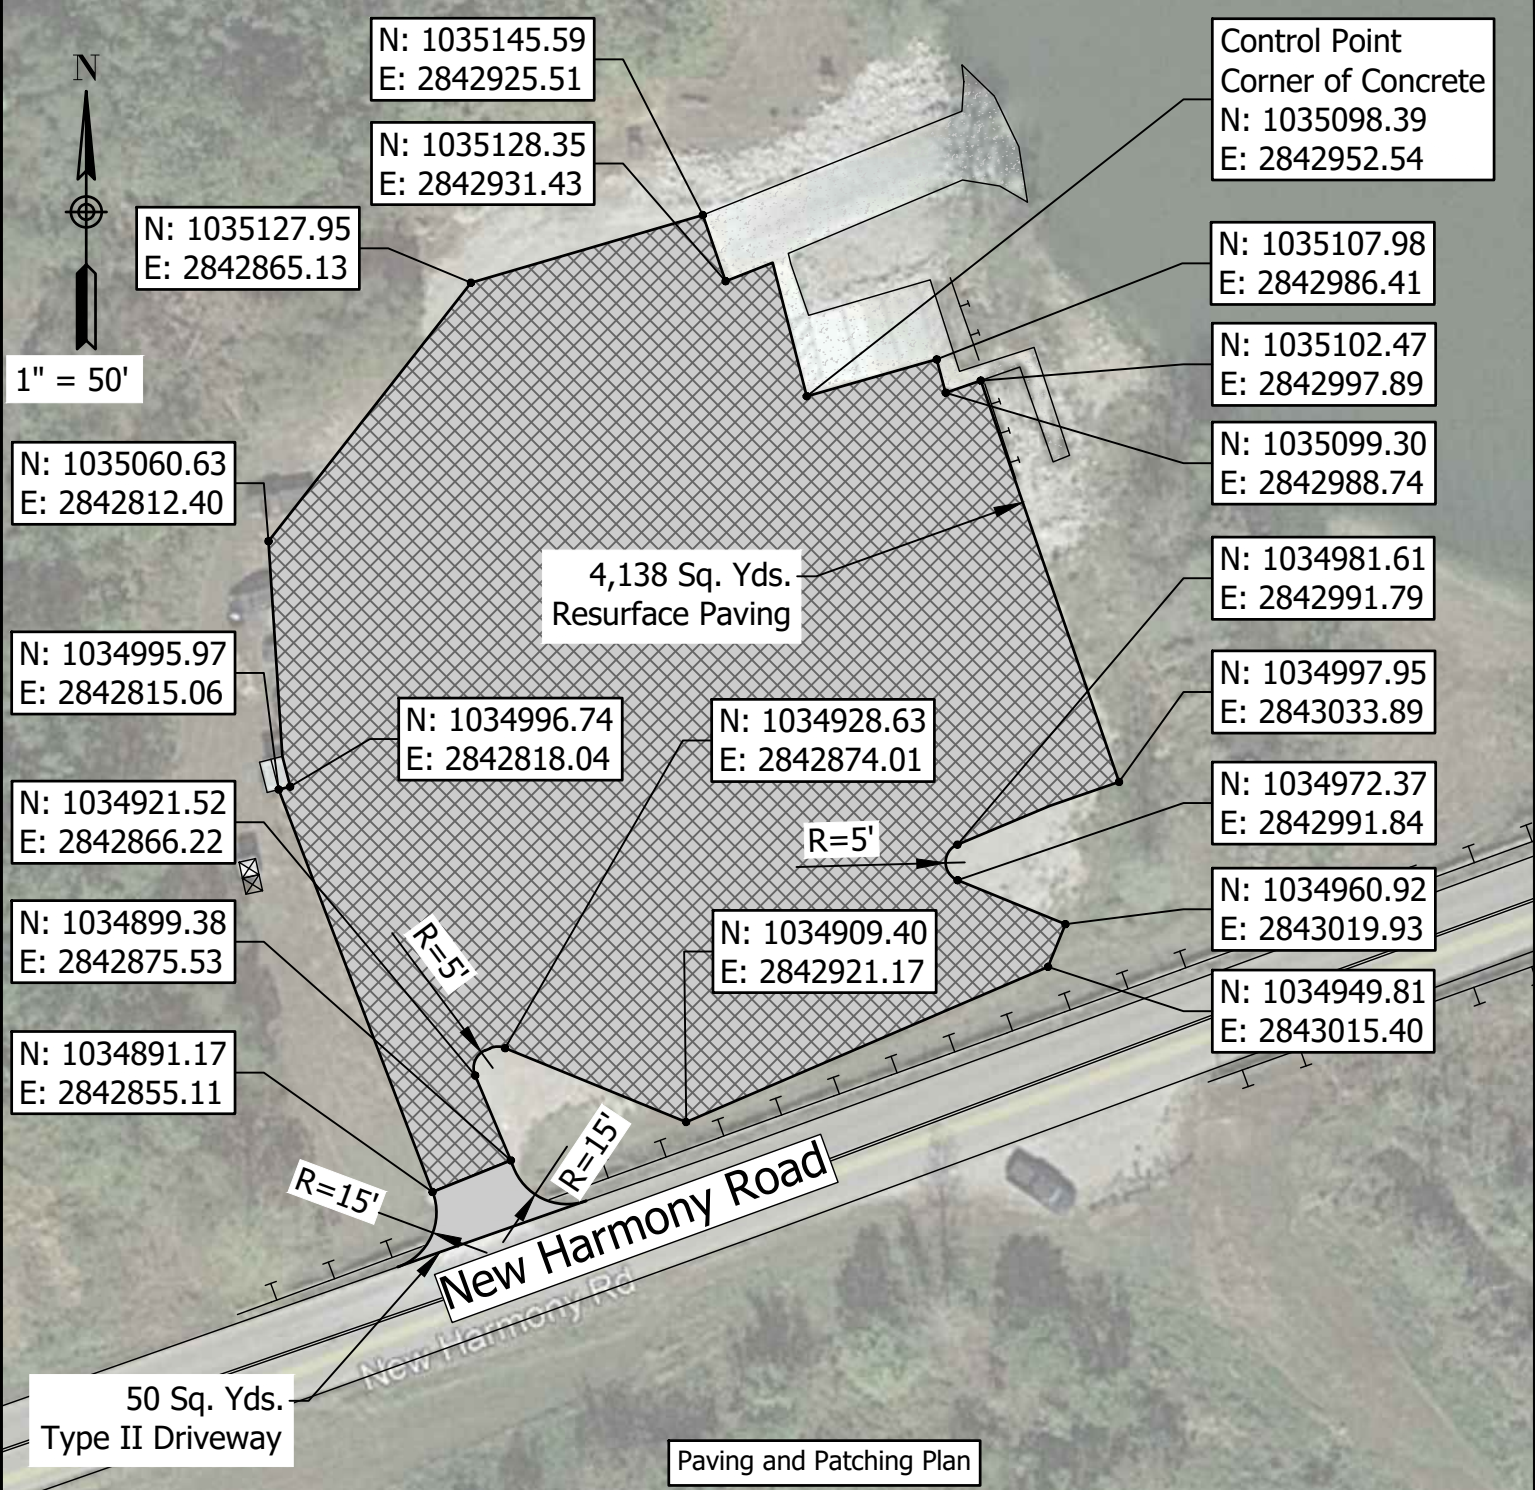 N: 1035145.59
E: 2842925.51
Control Point
Corner of Concrete
N: 1035098.39
E: 2842952.54
N
N: 1035128.35
E: 2842931.43
N: 1035127.95
E: 2842865.13
N: 1035107.98
E: 2842986.41
1" = 50'
N: 1035102.47
E: 2842997.89
N: 1035060.63
E: 2842812.40
N: 1035099.30
E: 2842988.74
4,138 Sq. Yds.
Resurface Paving
N: 1034981.61
E: 2842991.79
N: 1034995.97
E: 2842815.06
N: 1034997.95
E: 2843033.89
N: 1034996.74
E: 2842818.04
N: 1034928.63
E: 2842874.01
N: 1034921.52
E: 2842866.22
N: 1034972.37
E: 2842991.84
R=5'
N: 1034960.92
E: 2843019.93
N: 1034899.38
E: 2842875.53
R=5'
N: 1034909.40
E: 2842921.17
N: 1034949.81
E: 2843015.40
N: 1034891.17
E: 2842855.11
R=15'
R=15'
New Harmony Road
New Harmony Rd
50 Sq. Yds.
Type II Driveway
Paving and Patching Plan